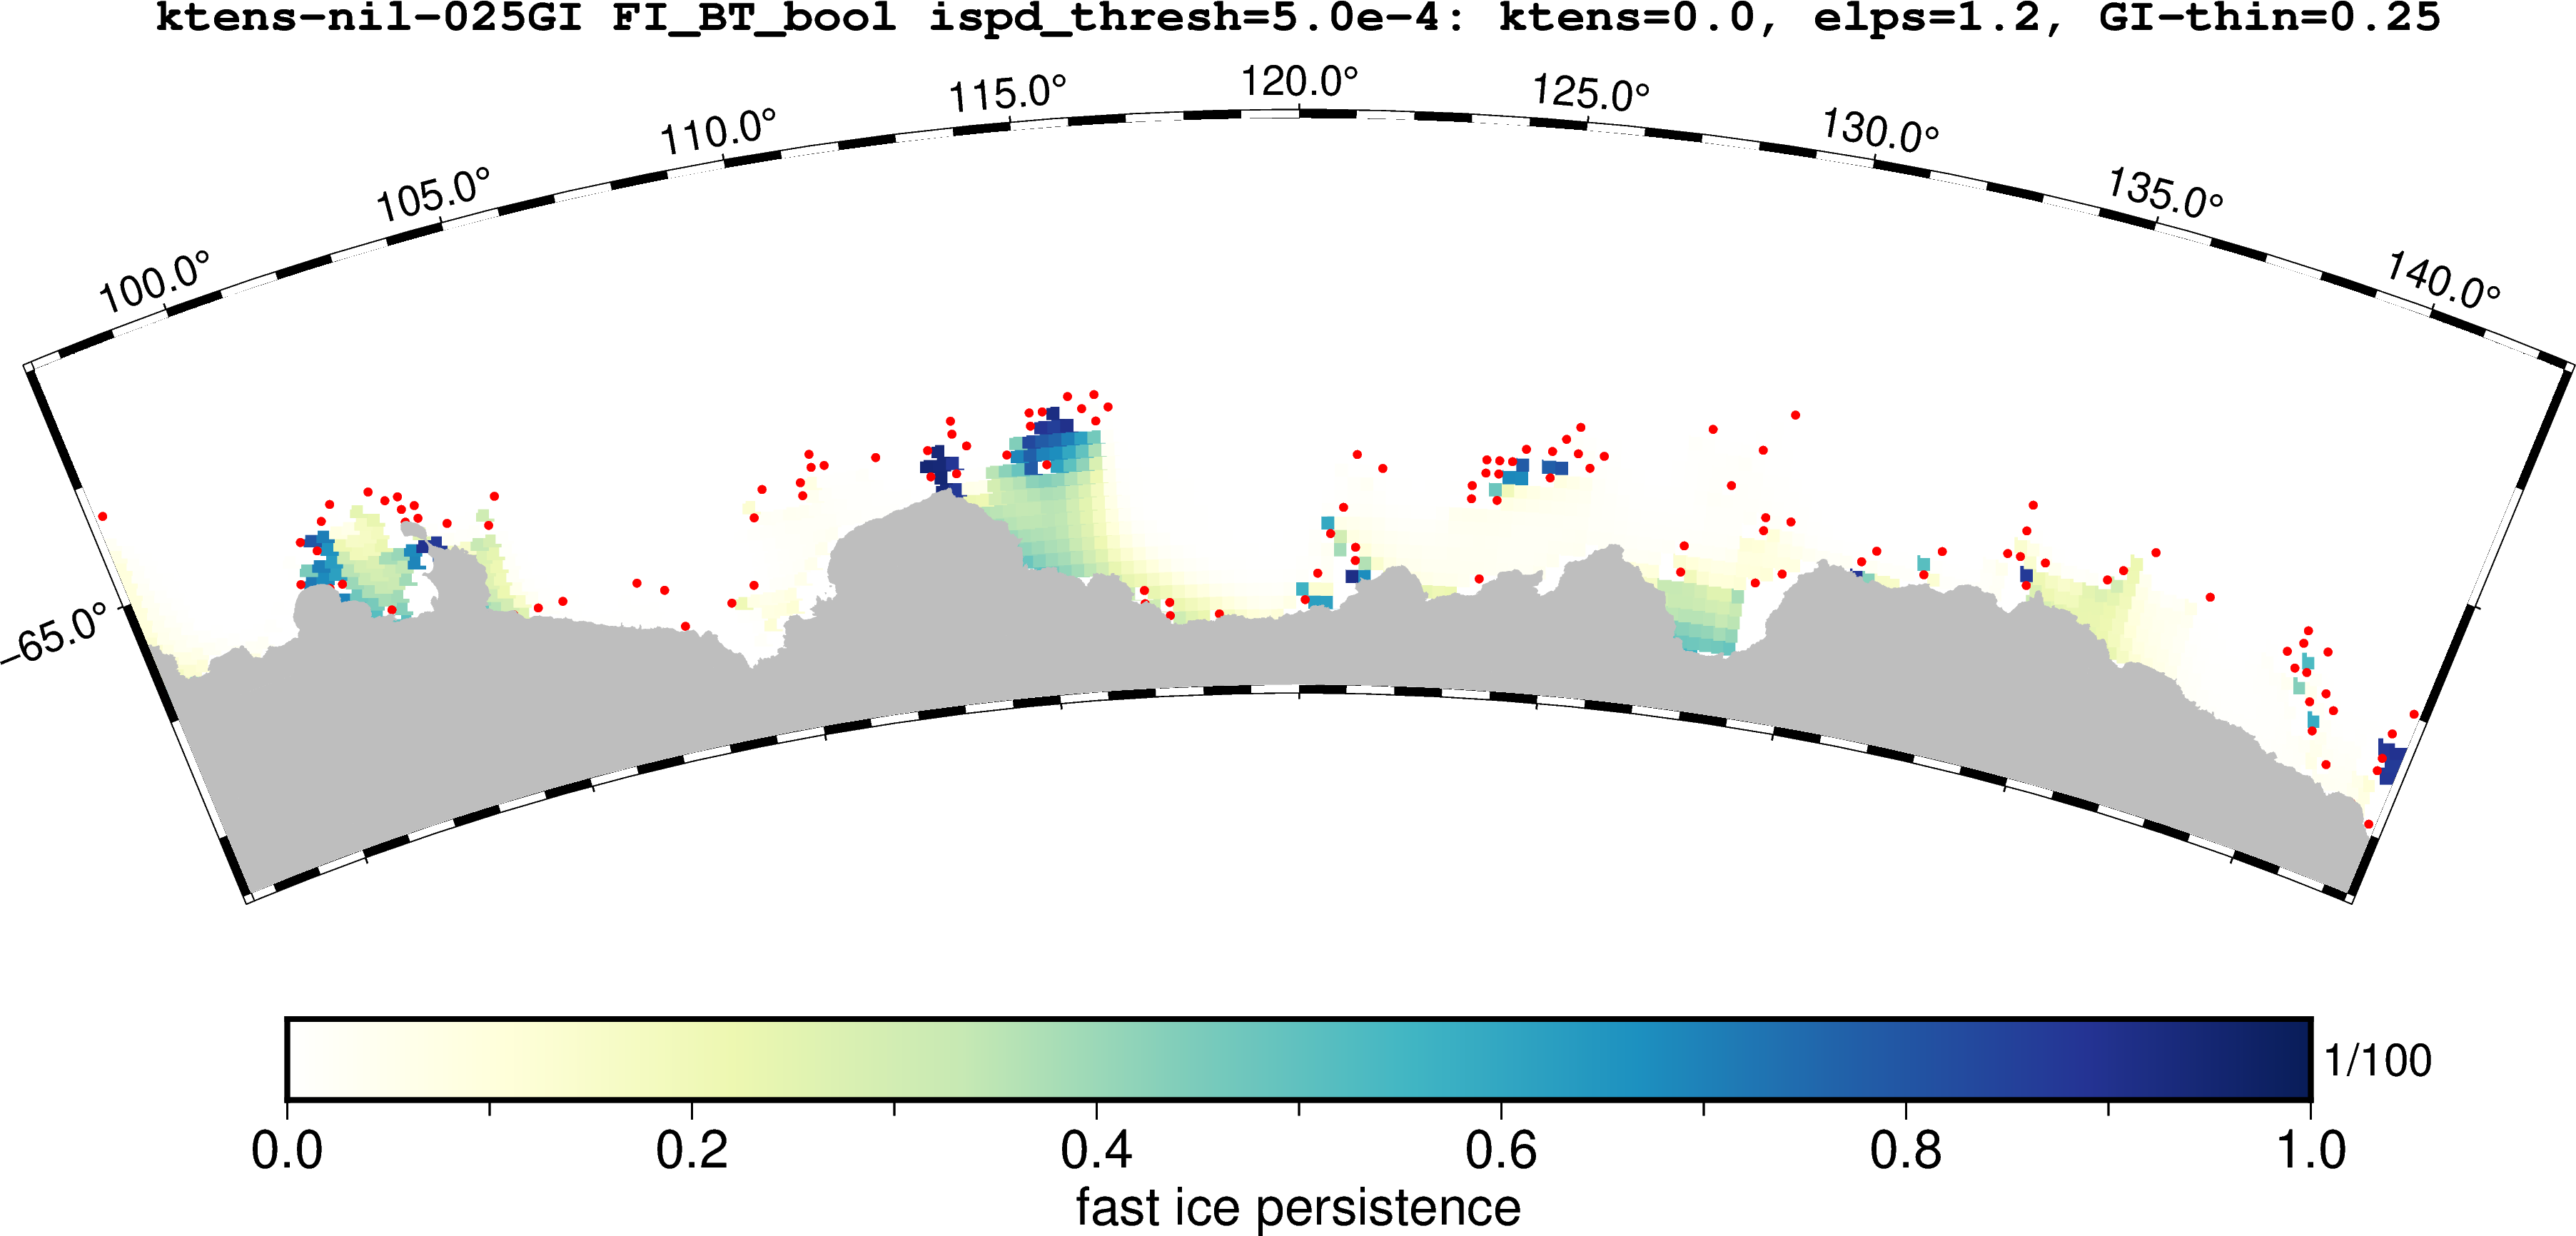 ktens-nil-025GI FI_BT_bool ispd_thresh=5.0e-4: ktens=0.0, elps=1.2, GI-thin=0.25
100.0° 105.0° 110.0° 115.0° 120.0° 125.0° 130.0° 135.0° 140.0°
-65.0°
1/100
0.0 0.2 0.4 0.6 0.8 1.0
fast ice persistence